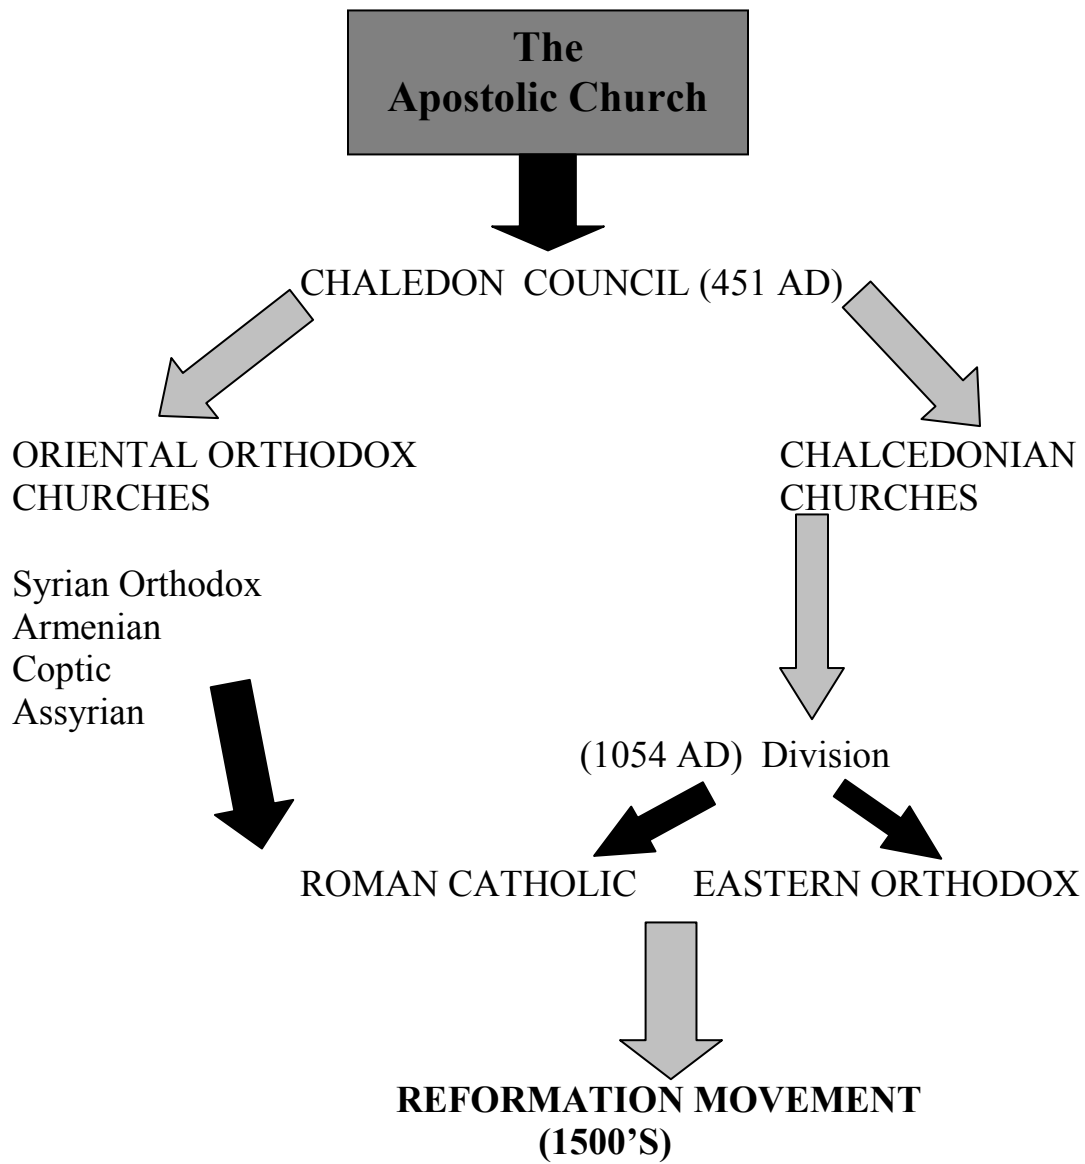 The
Apostolic Church
CHALEDON COUNCIL (451 AD)
ORIENTAL ORTHODOX
CHURCHES
CHALCEDONIAN
CHURCHES
Syrian Orthodox
Armenian
Coptic
Assyrian
(1054 AD) Division
ROMAN CATHOLIC
EASTERN ORTHODOX
REFORMATION MOVEMENT
(1500’S)